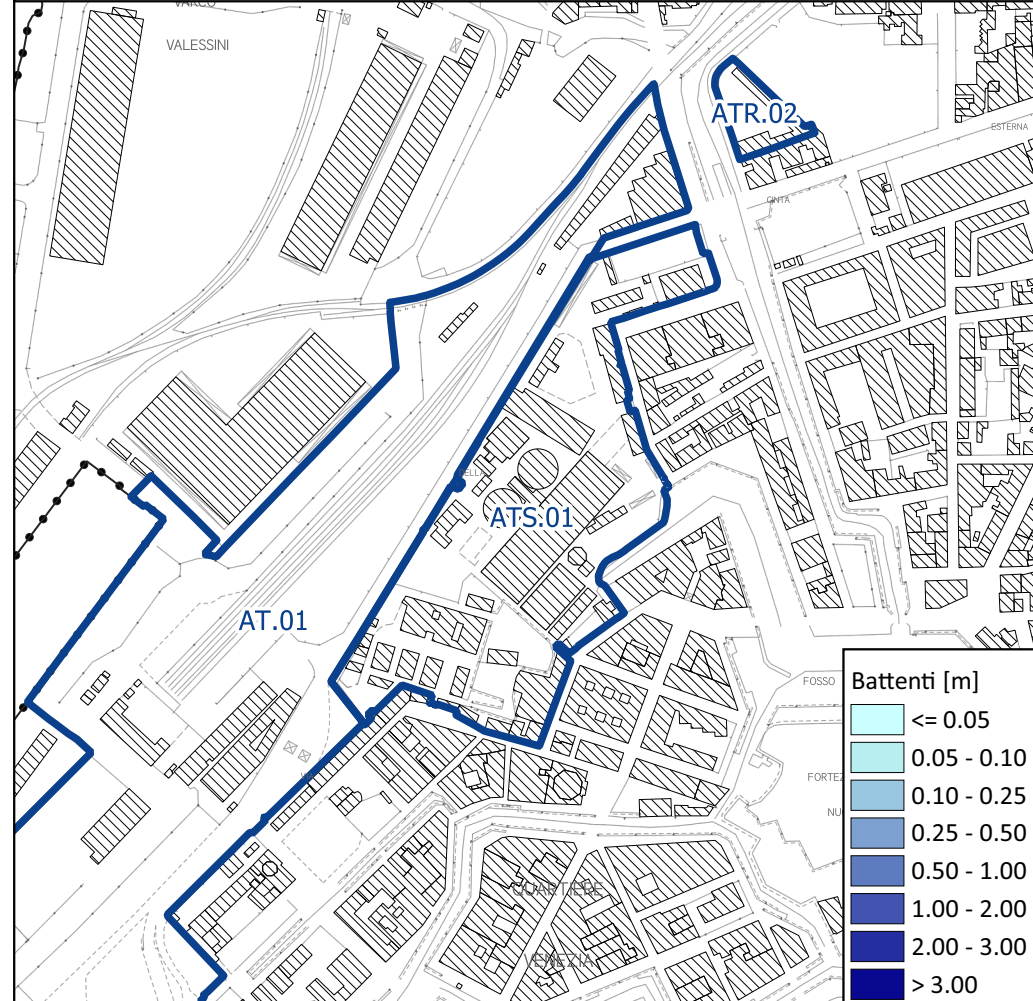 VARCO
VALESSINI
ATR.02
ESTERNA
CINTA
ATS.01
AT.01
FOSSO
QUARTIERE
VENEZIA
Battenti [m]
<= 0.05
0.05 - 0.10
0.10 - 0.25
0.25 - 0.50
0.50 - 1.00
1.00 - 2.00
2.00 - 3.00
> 3.00